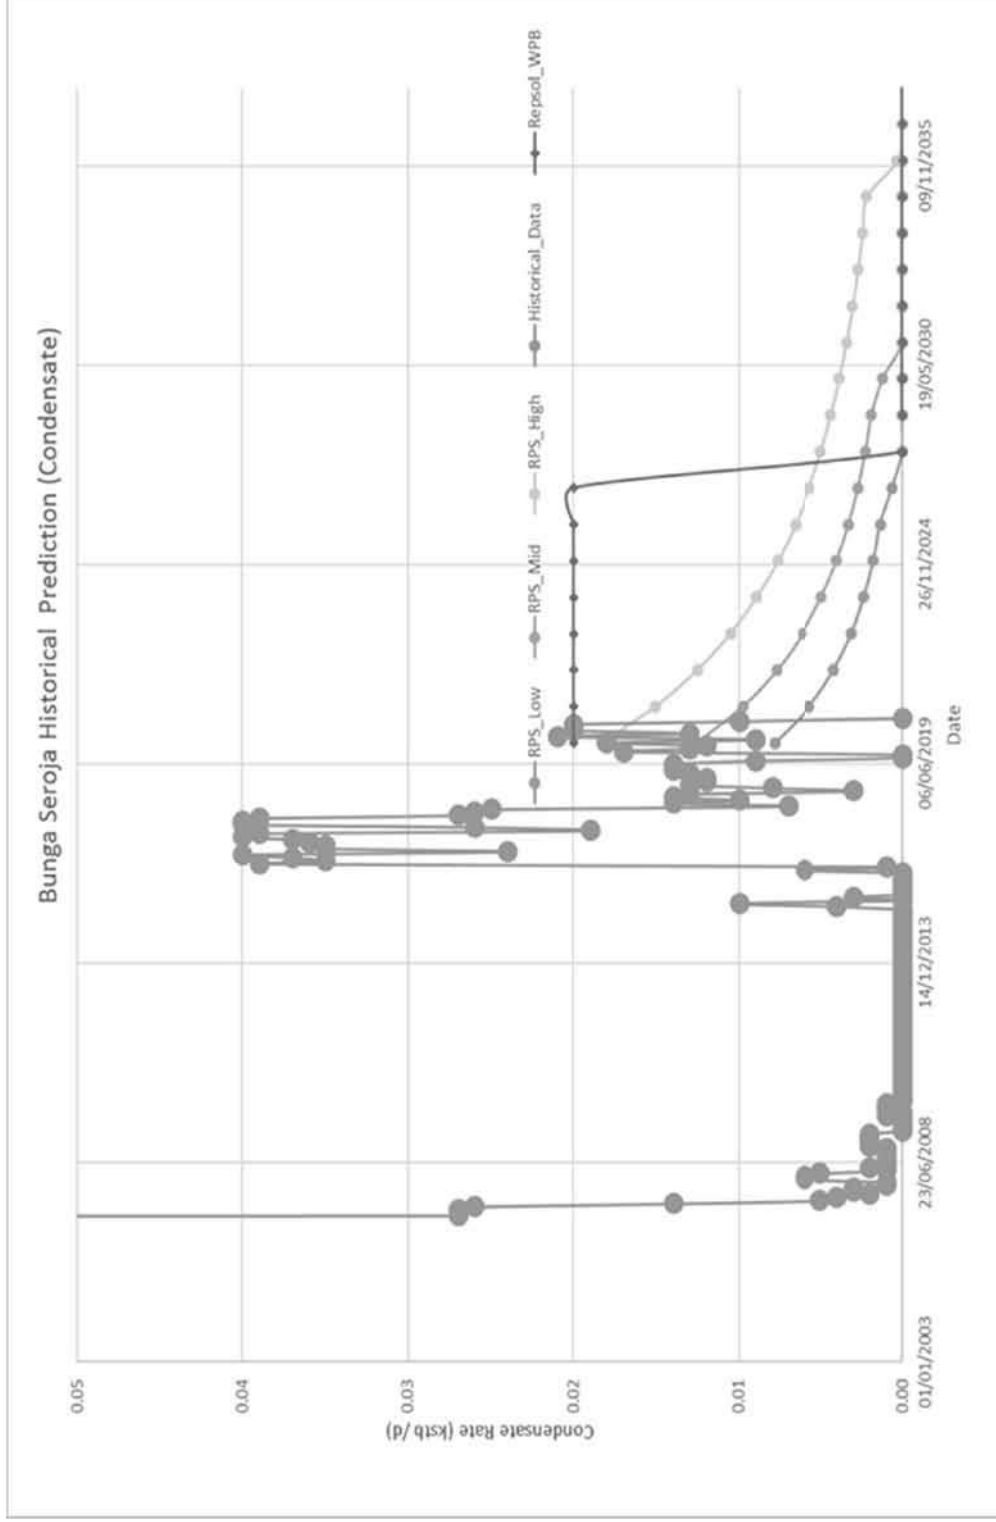 Bunga Seroja Historical Prediction (Condensate)
RPS_Low
RPS_Mid
RPS_High
Historical_Data
Repsol_WPB
Condensate Rate (kstb/d)
0.05
0.04
0.03
0.02
0.01
0.00
01/01/2003
23/06/2008
14/12/2013
06/06/2019
26/11/2024
19/05/2030
09/11/2035
Date